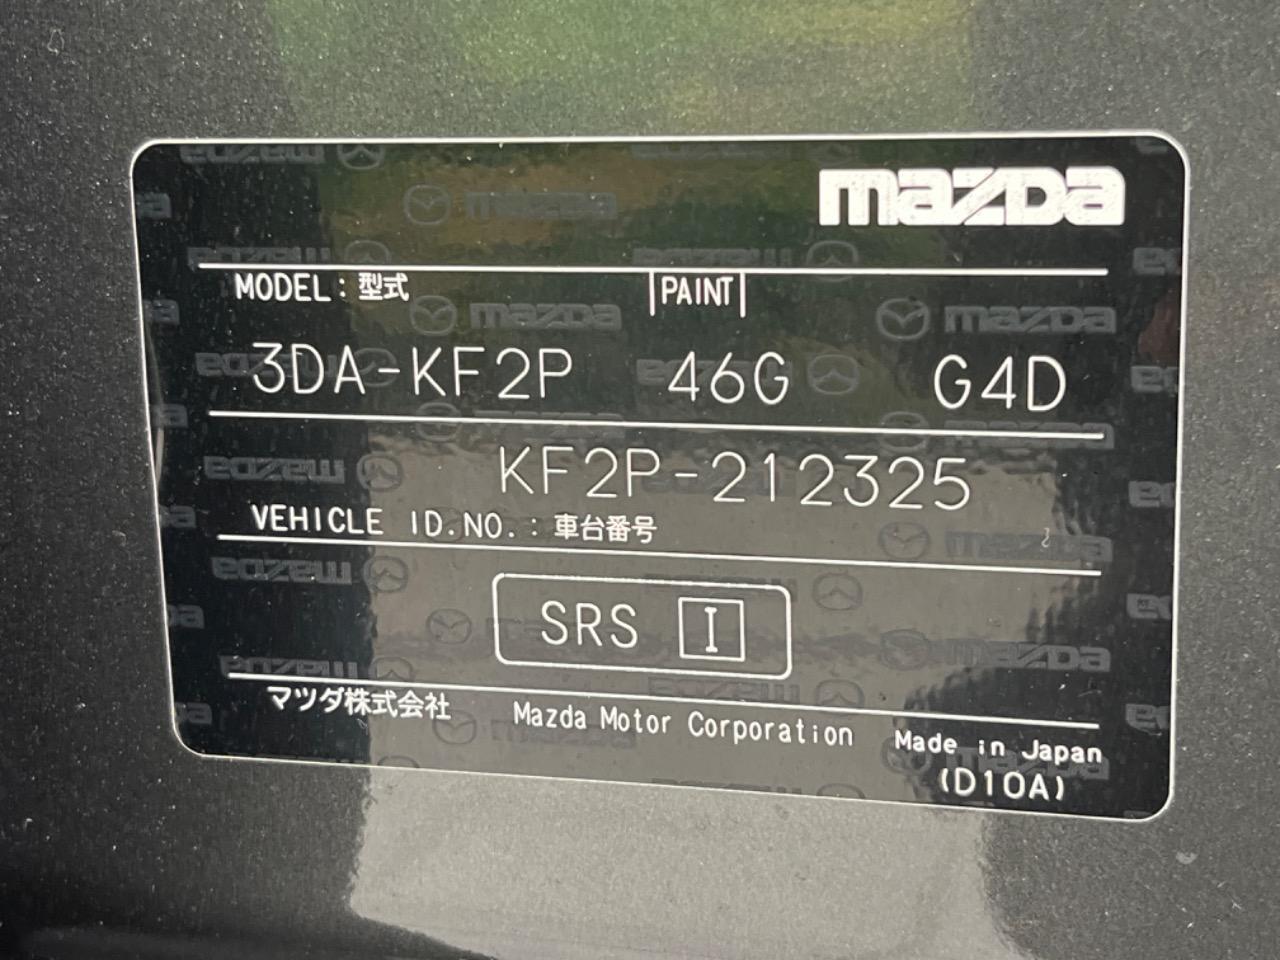 mazda
MODEL：型式 PAINT
3DA-KF2P 46G G4D
KF2P-212325
VEHICLE ID.NO.：車台番号
SRS I
マツダ株式会社 Mazda Motor Corporation Made in Japan
(D10A)